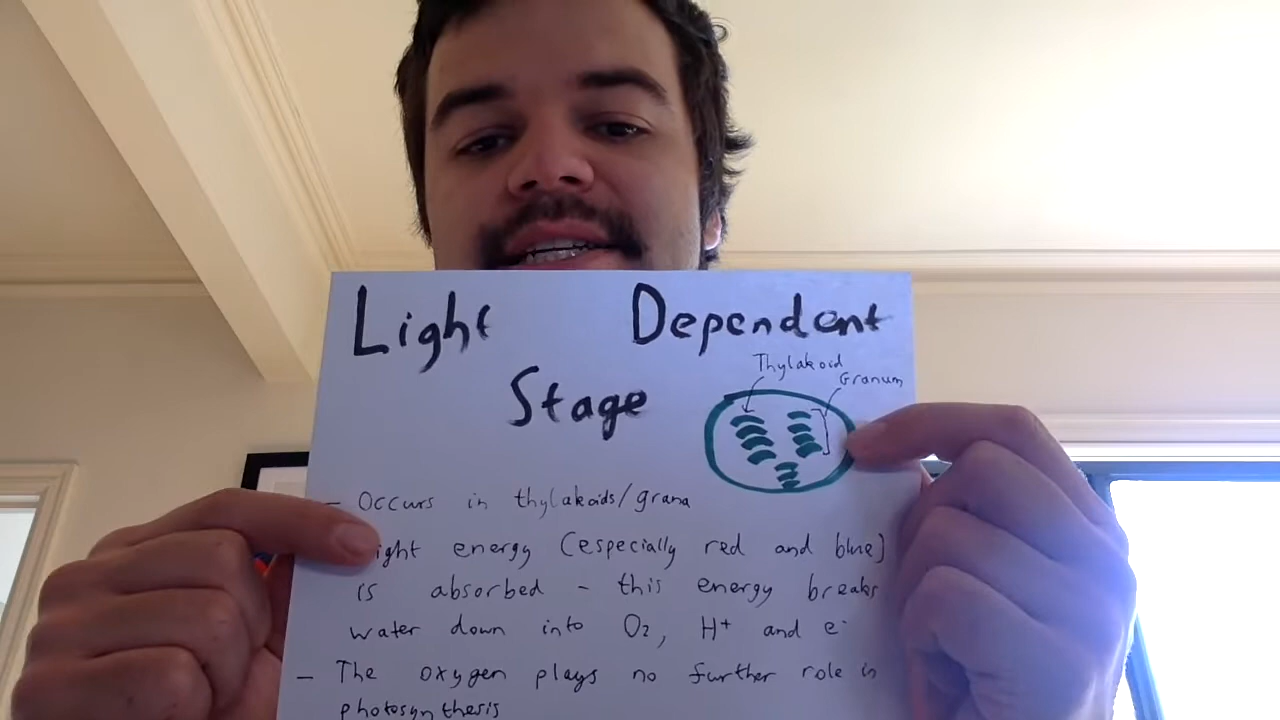 Light Dependent
Stage
Thylakoid
Granum
- Occurs in thylakoids/grana
light energy (especially red and blue)
is absorbed - this energy breaks
water down into O₂, H⁺ and e⁻
- The oxygen plays no further role in
photosynthesis